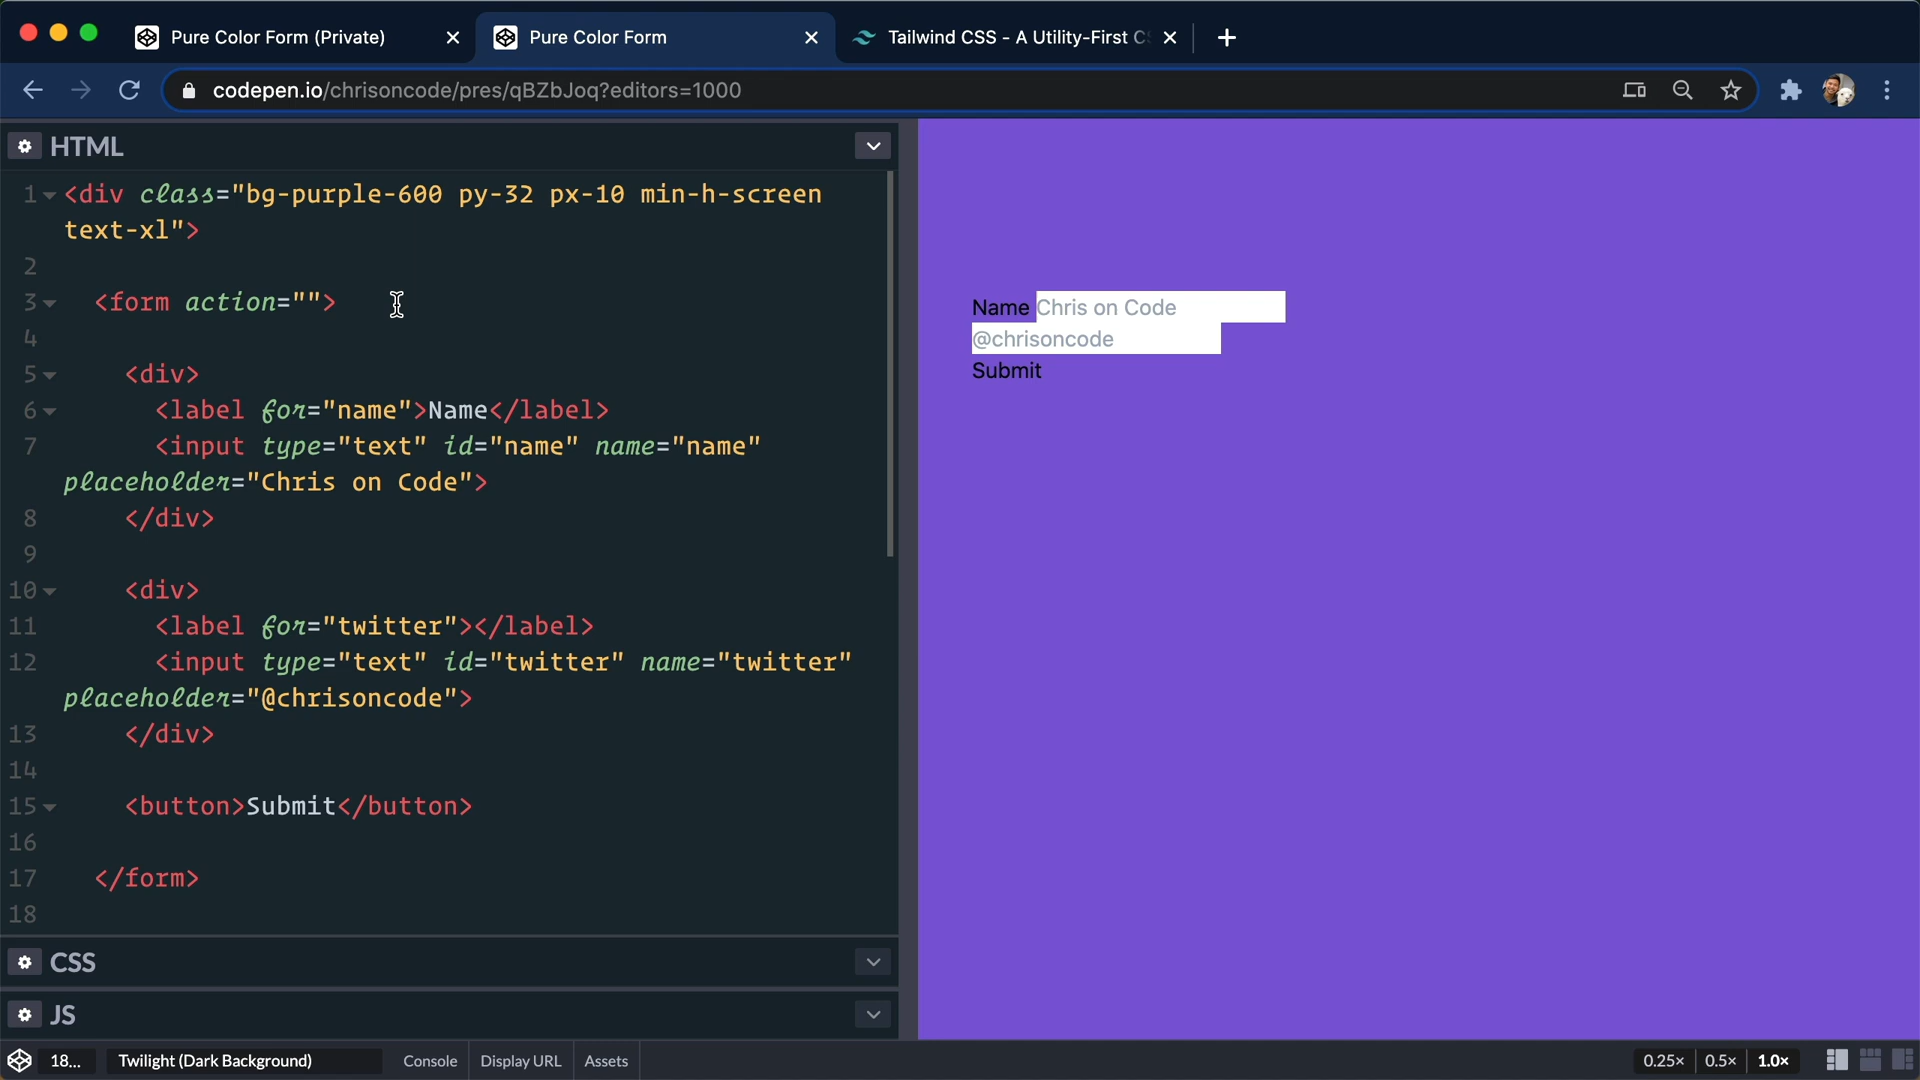 Pure Color Form (Private)
Pure Color Form
Tailwind CSS - A Utility-First C
codepen.io/chrisoncode/pres/qBZbJoq?editors=1000
HTML
1 <div class="bg-purple-600 py-32 px-10 min-h-screen
text-xl">
2
3 <form action="">
4
5 <div>
6 <label for="name">Name</label>
7 <input type="text" id="name" name="name"
placeholder="Chris on Code">
8 </div>
9
10 <div>
11 <label for="twitter"></label>
12 <input type="text" id="twitter" name="twitter"
placeholder="@chrisoncode">
13 </div>
14
15 <button>Submit</button>
16
17 </form>
18
Name Chris on Code
@chrisoncode
Submit
CSS
JS
18... Twilight (Dark Background) Console Display URL Assets 0.25× 0.5× 1.0×